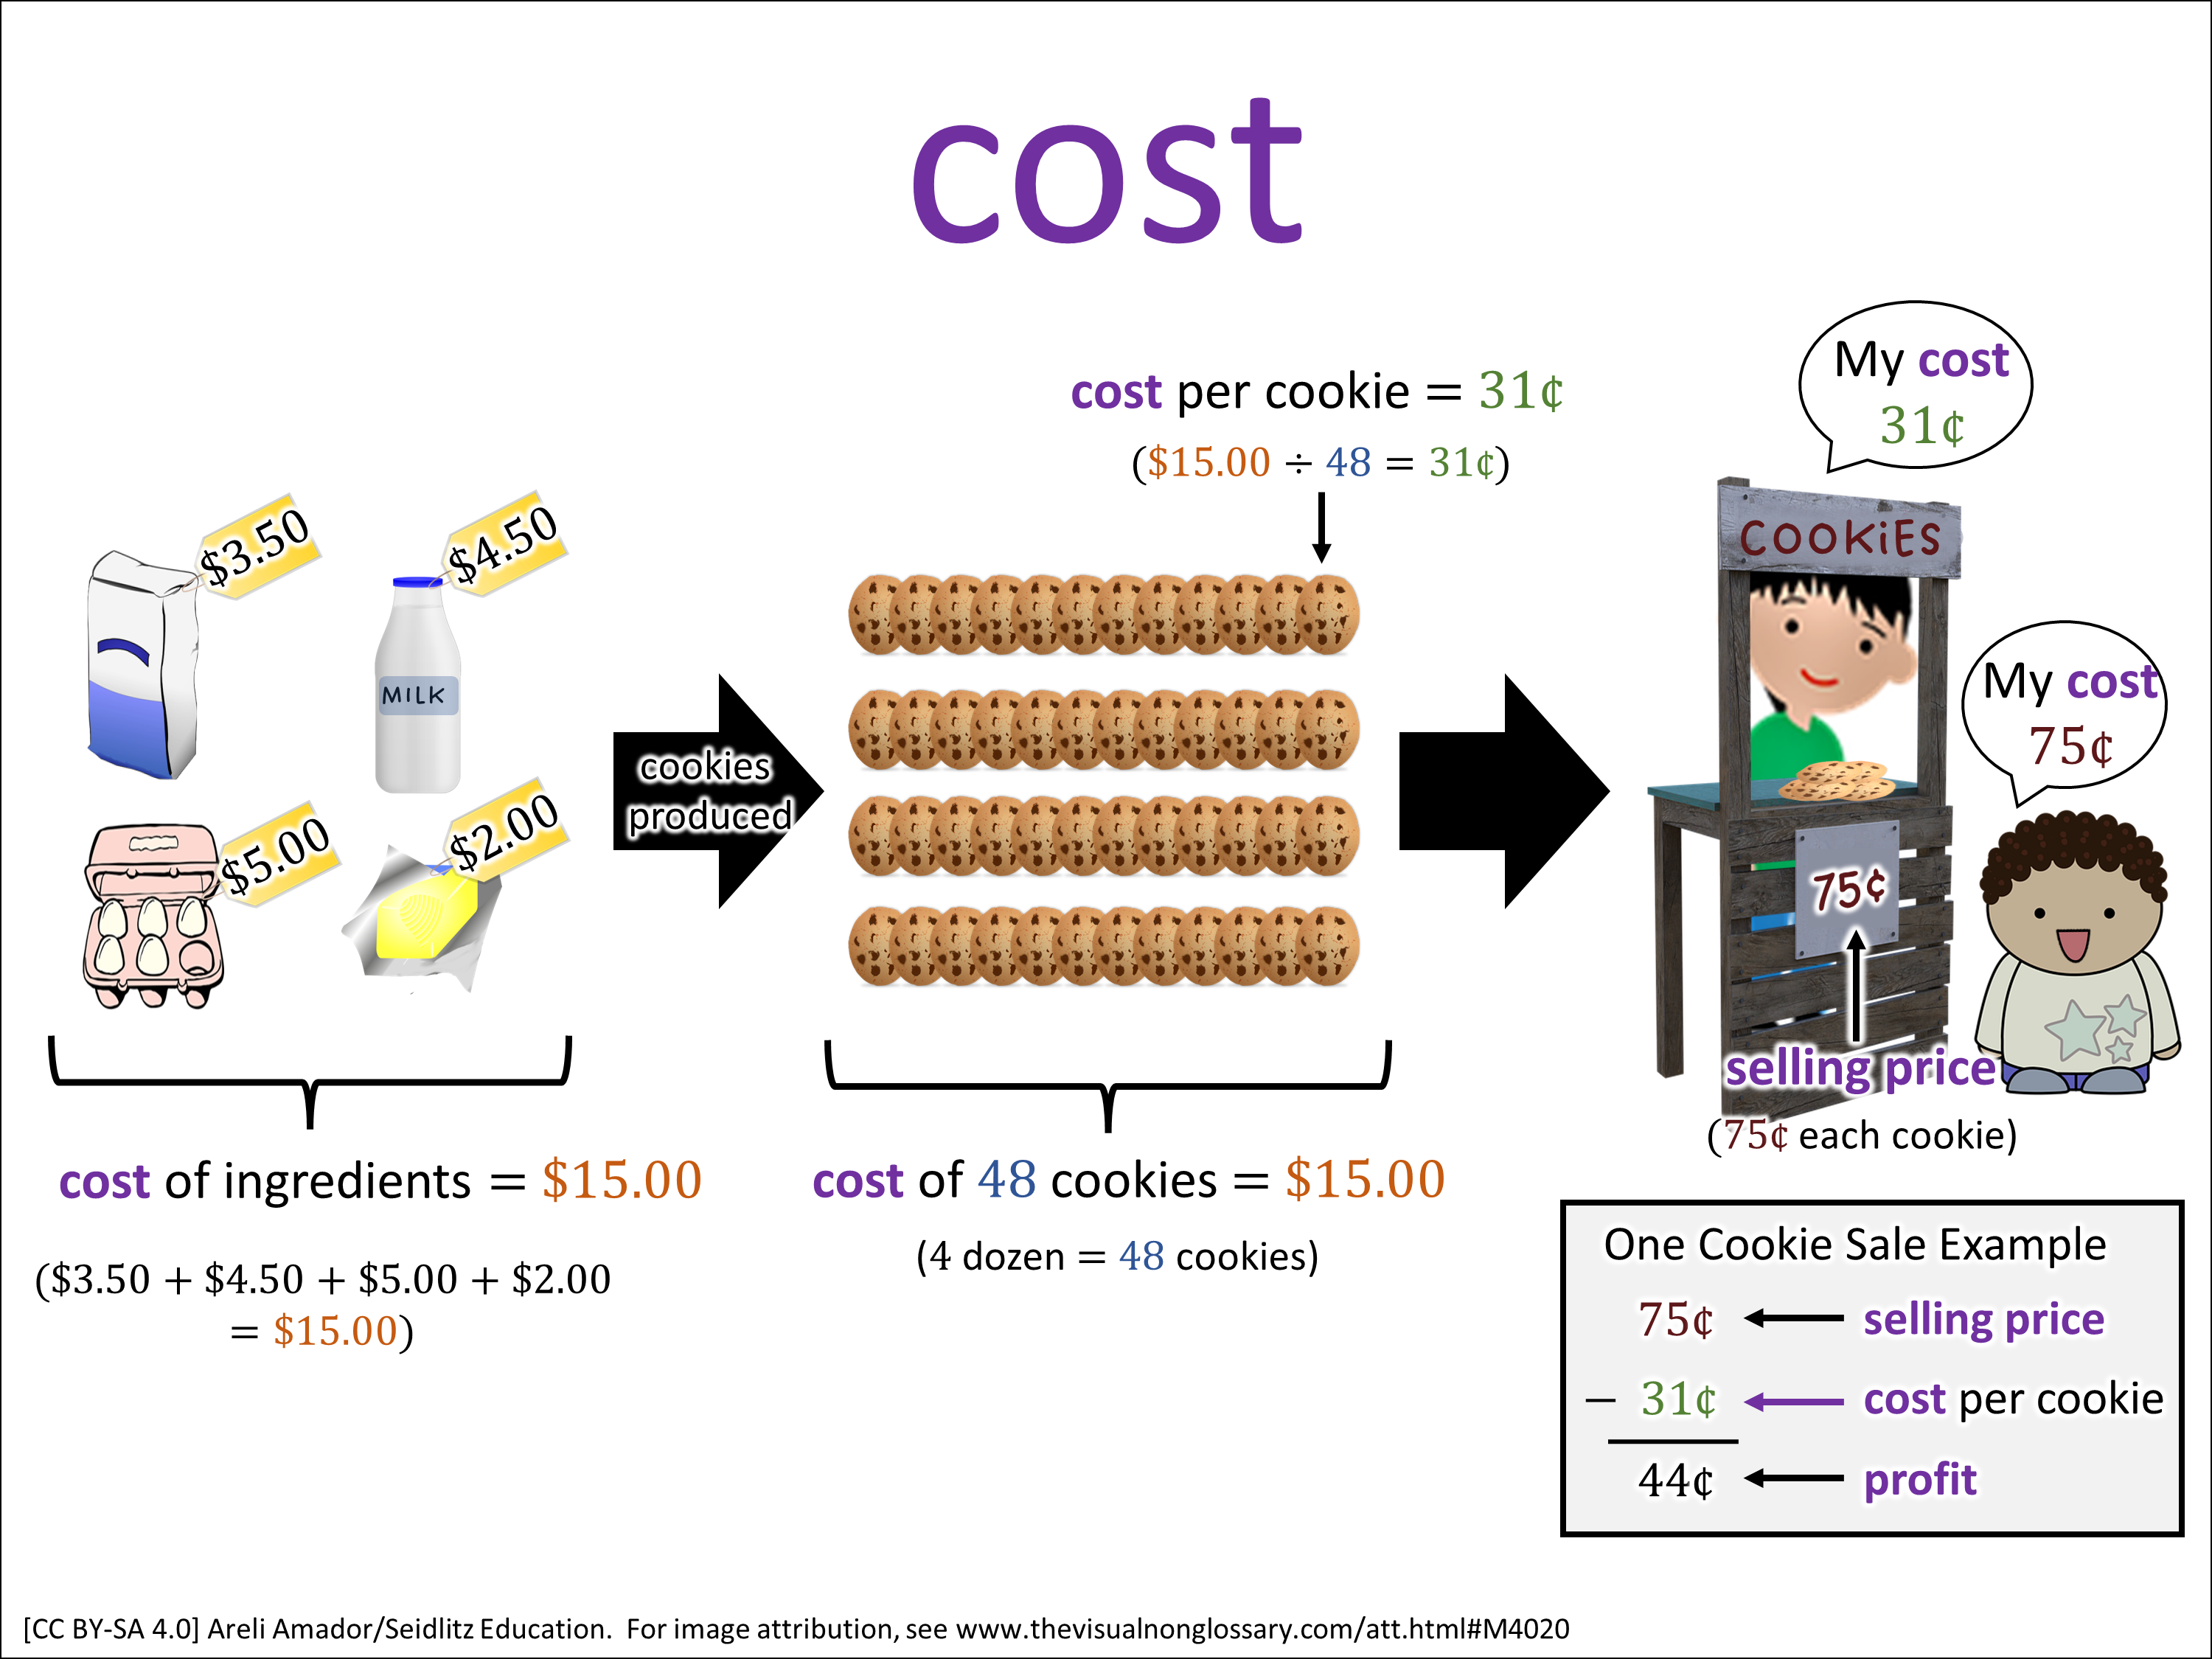 cost
$3.50
$4.50
MILK
$5.00
$2.00
cost of ingredients = $15.00
($3.50 + $4.50 + $5.00 + $2.00
= $15.00)
cookies
produced
cost per cookie = 31¢
($15.00 ÷ 48 = 31¢)
cost of 48 cookies = $15.00
(4 dozen = 48 cookies)
My cost
31¢
COOKiES
My cost
75¢
75¢
selling price
(75¢ each cookie)
One Cookie Sale Example
75¢ selling price
− 31¢ cost per cookie
44¢ profit
[CC BY-SA 4.0] Areli Amador/Seidlitz Education. For image attribution, see www.thevisualnonglossary.com/att.html#M4020